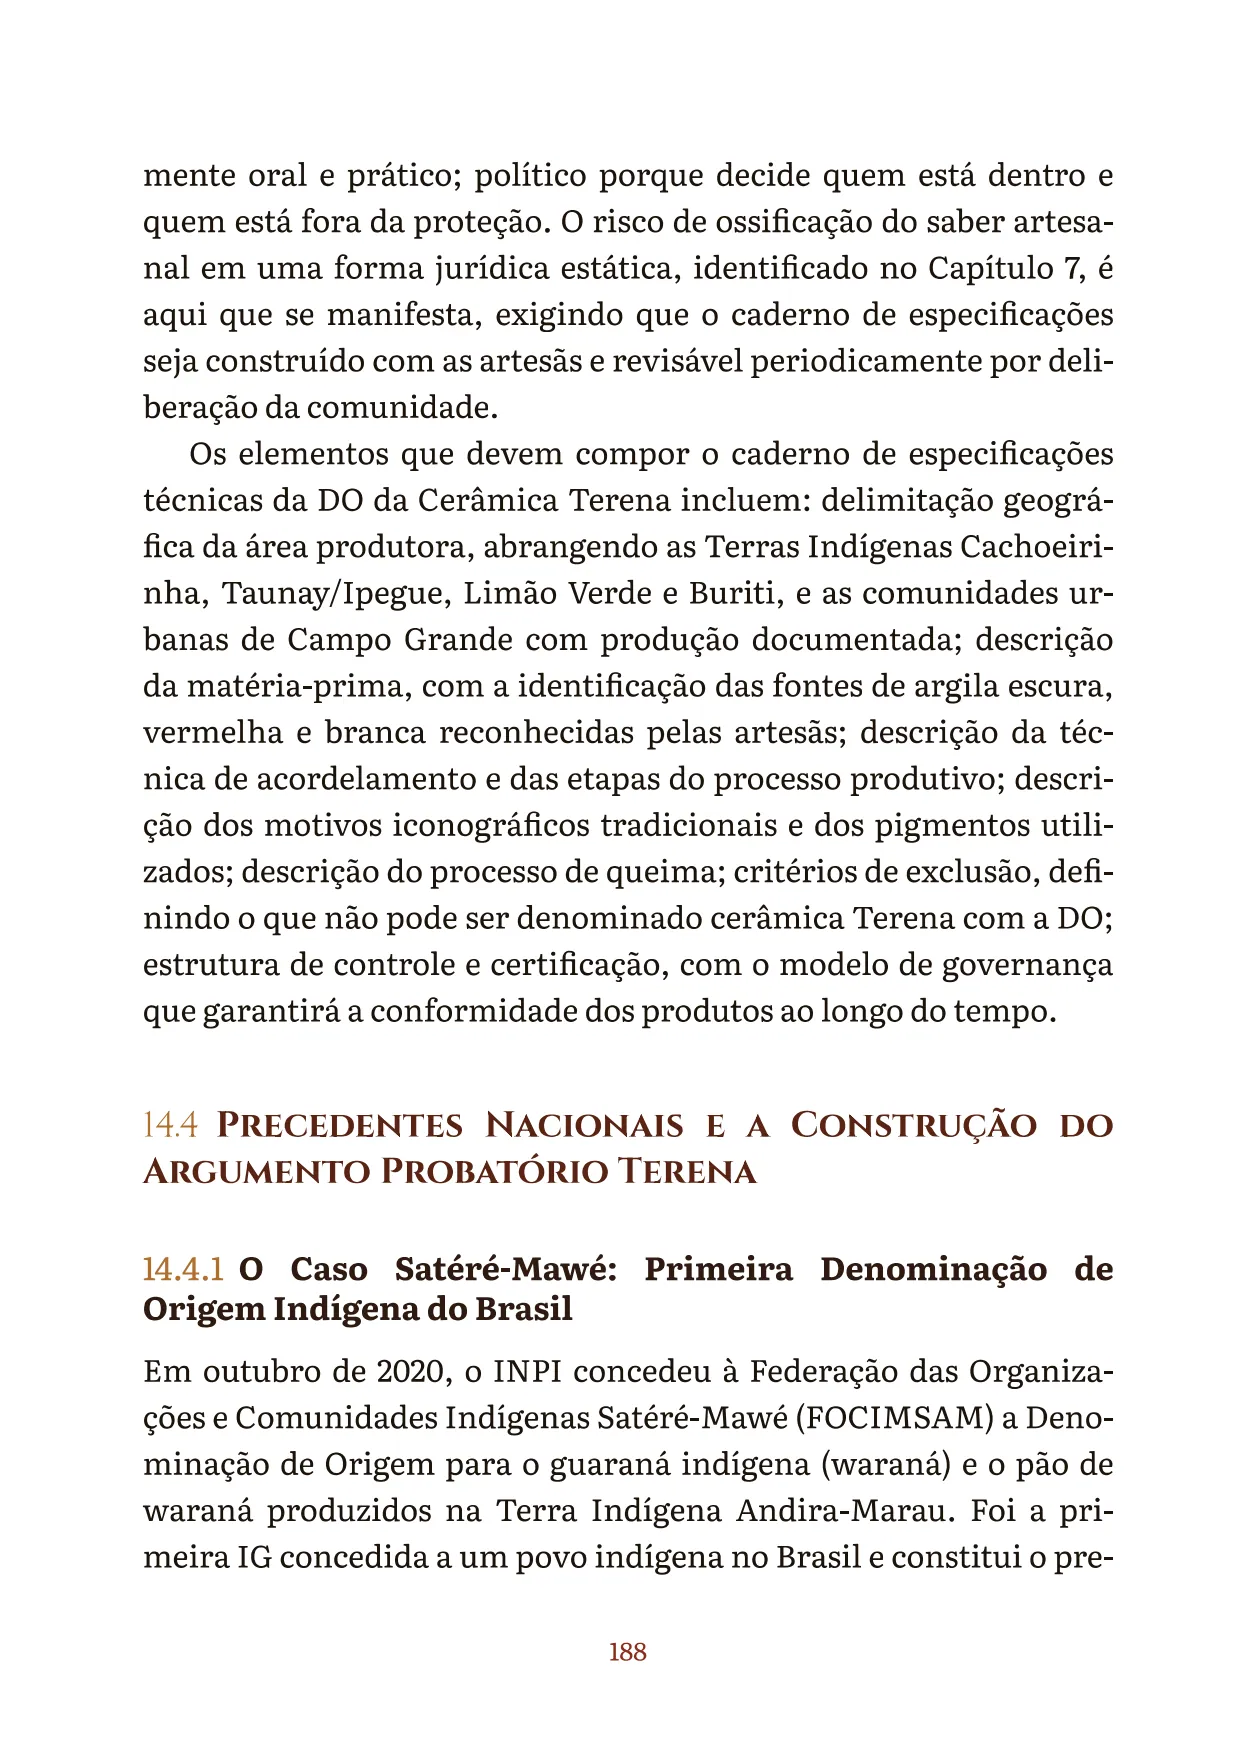 mente oral e prático; político porque decide quem está dentro e
quem está fora da proteção. O risco de ossificação do saber artesa-
nal em uma forma jurídica estática, identificado no Capítulo 7, é
aqui que se manifesta, exigindo que o caderno de especificações
seja construído com as artesãs e revisável periodicamente por deli-
beração da comunidade.
Os elementos que devem compor o caderno de especificações
técnicas da DO da Cerâmica Terena incluem: delimitação geográ-
fica da área produtora, abrangendo as Terras Indígenas Cachoeiri-
nha, Taunay/Ipegue, Limão Verde e Buriti, e as comunidades ur-
banas de Campo Grande com produção documentada; descrição
da matéria-prima, com a identificação das fontes de argila escura,
vermelha e branca reconhecidas pelas artesãs; descrição da téc-
nica de acordelamento e das etapas do processo produtivo; descri-
ção dos motivos iconográficos tradicionais e dos pigmentos utili-
zados; descrição do processo de queima; critérios de exclusão, defi-
nindo o que não pode ser denominado cerâmica Terena com a DO;
estrutura de controle e certificação, com o modelo de governança
que garantirá a conformidade dos produtos ao longo do tempo.
14.4 Precedentes Nacionais e a Construção do
Argumento Probatório Terena
14.4.1 O Caso Satéré-Mawé: Primeira Denominação de
Origem Indígena do Brasil
Em outubro de 2020, o INPI concedeu à Federação das Organiza-
ções e Comunidades Indígenas Satéré-Mawé (FOCIMSAM) a Deno-
minação de Origem para o guaraná indígena (waraná) e o pão de
waraná produzidos na Terra Indígena Andira-Marau. Foi a pri-
meira IG concedida a um povo indígena no Brasil e constitui o pre-
188